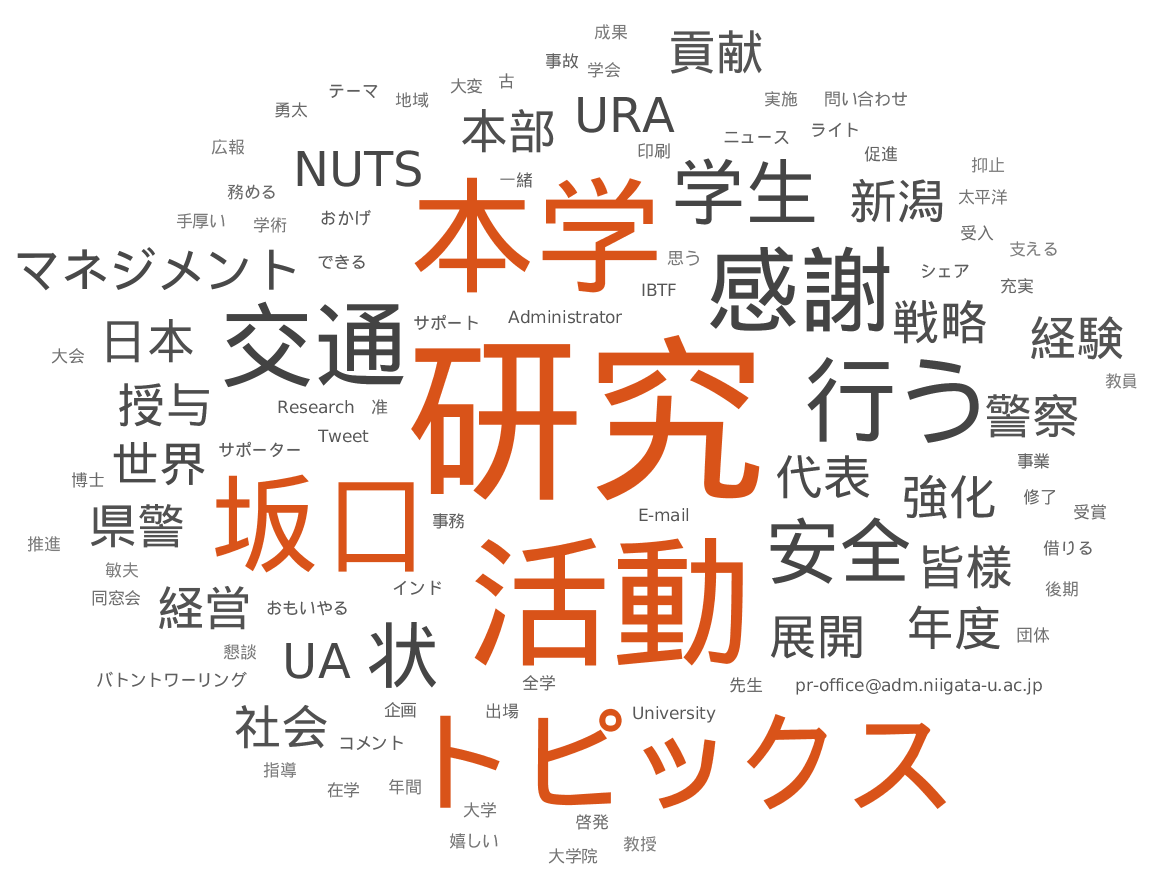 成果
貢献
事故
学会
テーマ
地域
大変
古
本部
URA
実施
問い合わせ
勇太
広報
NUTS
印刷
ニュース
ライト
促進
抑止
務める
一緒
本学
学生
新潟
太平洋
手厚い
学術
おかげ
受入
支える
マネジメント
できる
思う
感謝
シェア
充実
IBTF
日本
交通
サポート
Administrator
戦略
経験
大会
研究
教員
授与
Research
准
行う
警察
Tweet
世界
サポーター
代表
事業
博士
強化
修了
県警
坂口
事務
E-mail
受賞
推進
安全
皆様
借りる
敏夫
同窓会
活動
インド
後期
経営
おもいやる
展開
年度
団体
懇談
UA
状
バトントワーリング
全学
先生
pr-office@adm.niigata-u.ac.jp
社会
企画
出場
University
コメント
トピックス
指導
在学
年間
大学
啓発
嬉しい
教授
大学院